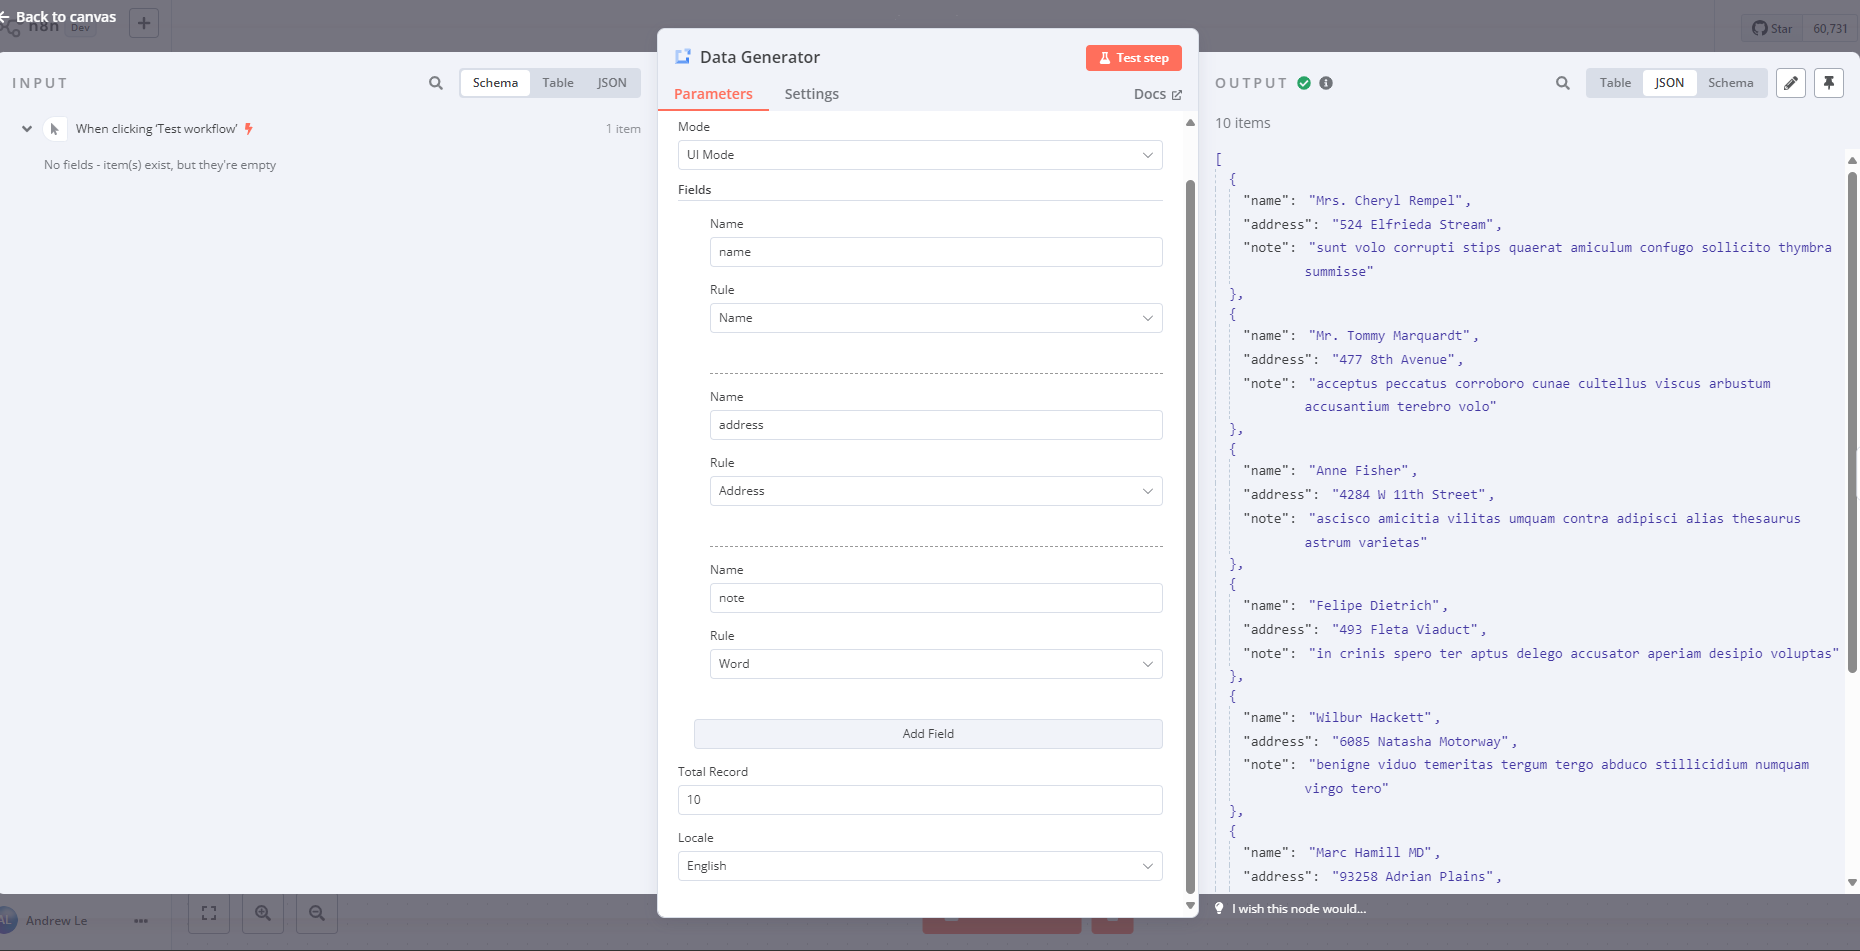 Back to canvas
n8n
Dev
Star
60,731
INPUT
Schema
Table
JSON
When clicking ‘Test workflow’
1 item
No fields - item(s) exist, but they're empty
Data Generator
Test step
Parameters
Settings
Docs
Mode
UI Mode
Fields
Name
name
Rule
Name
Name
address
Rule
Address
Name
note
Rule
Word
Add Field
Total Record
10
Locale
English
OUTPUT
Table
JSON
Schema
10 items
[
{
"name": "Mrs. Cheryl Rempel",
"address": "524 Elfrieda Stream",
"note": "sunt volo corrupti stips quaerat amiculum confugo sollicito thymbra
summisse"
},
{
"name": "Mr. Tommy Marquardt",
"address": "477 8th Avenue",
"note": "acceptus peccatus corroboro cunae cultellus viscus arbustum
accusantium terebro volo"
},
{
"name": "Anne Fisher",
"address": "4284 W 11th Street",
"note": "ascisco amicitia vilitas umquam contra adipisci alias thesaurus
astrum varietas"
},
{
"name": "Felipe Dietrich",
"address": "493 Fleta Viaduct",
"note": "in crinis spero ter aptus delego accusator aperiam desipio voluptas"
},
{
"name": "Wilbur Hackett",
"address": "6085 Natasha Motorway",
"note": "benigne viduo temeritas tergum tergo abduco stillicidium numquam
virgo tero"
},
{
"name": "Marc Hamill MD",
"address": "93258 Adrian Plains",
I wish this node would...
AL
Andrew Le